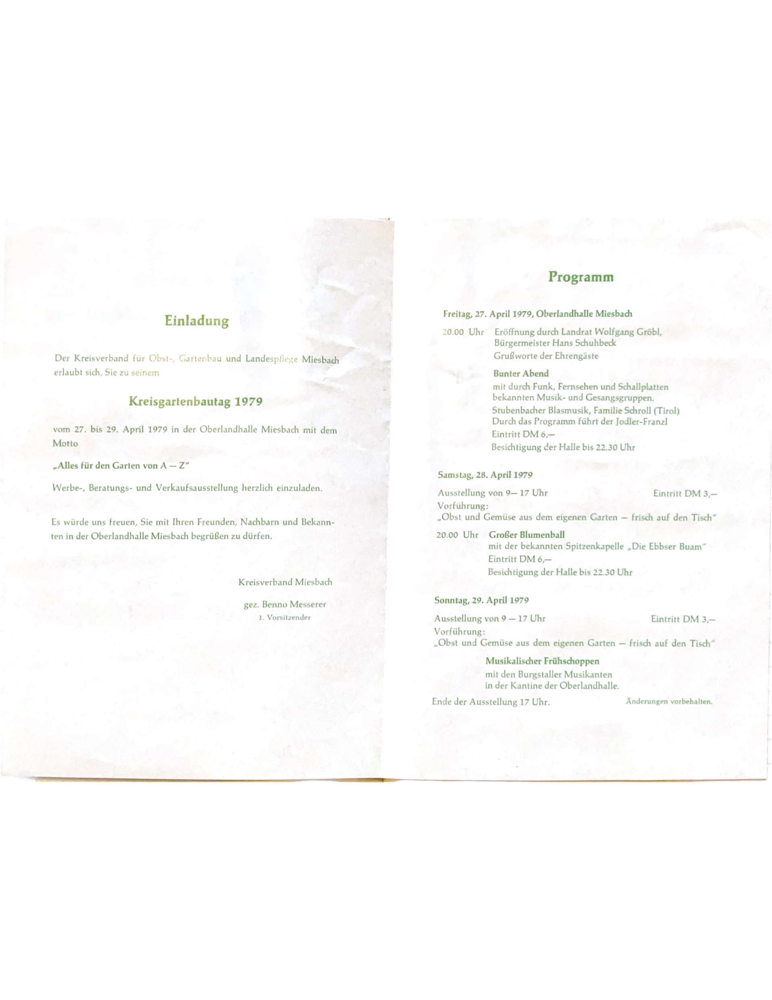 Einladung
Der Kreisverband für Obst-, Gartenbau und Landespflege Miesbach
erlaubt sich, Sie zu seinem
Kreisgartenbautag 1979
vom 27. bis 29. April 1979 in der Oberlandhalle Miesbach mit dem
Motto
„Alles für den Garten von A — Z“
Werbe-, Beratungs- und Verkaufsausstellung herzlich einzuladen.
Es würde uns freuen, Sie mit Ihren Freunden, Nachbarn und Bekann-
ten in der Oberlandhalle Miesbach begrüßen zu dürfen.
Kreisverband Miesbach
gez. Benno Messerer
1. Vorsitzender
Programm
Freitag, 27. April 1979, Oberlandhalle Miesbach
20.00 Uhr Eröffnung durch Landrat Wolfgang Gröbl,
Bürgermeister Hans Schuhbeck
Grußworte der Ehrengäste
Bunter Abend
mit durch Funk, Fernsehen und Schallplatten
bekannten Musik- und Gesangsgruppen.
Stubenbacher Blasmusik, Familie Schroll (Tirol)
Durch das Programm führt der Jodler-Franzl
Eintritt DM 6,—
Besichtigung der Halle bis 22.30 Uhr
Samstag, 28. April 1979
Ausstellung von 9— 17 Uhr Eintritt DM 3,—
Vorführung:
„Obst und Gemüse aus dem eigenen Garten — frisch auf den Tisch“
20.00 Uhr Großer Blumenball
mit der bekannten Spitzenkapelle „Die Ebbser Buam“
Eintritt DM 6,—
Besichtigung der Halle bis 22.30 Uhr
Sonntag, 29. April 1979
Ausstellung von 9 — 17 Uhr Eintritt DM 3,—
Vorführung:
„Obst und Gemüse aus dem eigenen Garten — frisch auf den Tisch“
Musikalischer Frühschoppen
mit den Burgstaller Musikanten
in der Kantine der Oberlandhalle.
Ende der Ausstellung 17 Uhr. Änderungen vorbehalten.